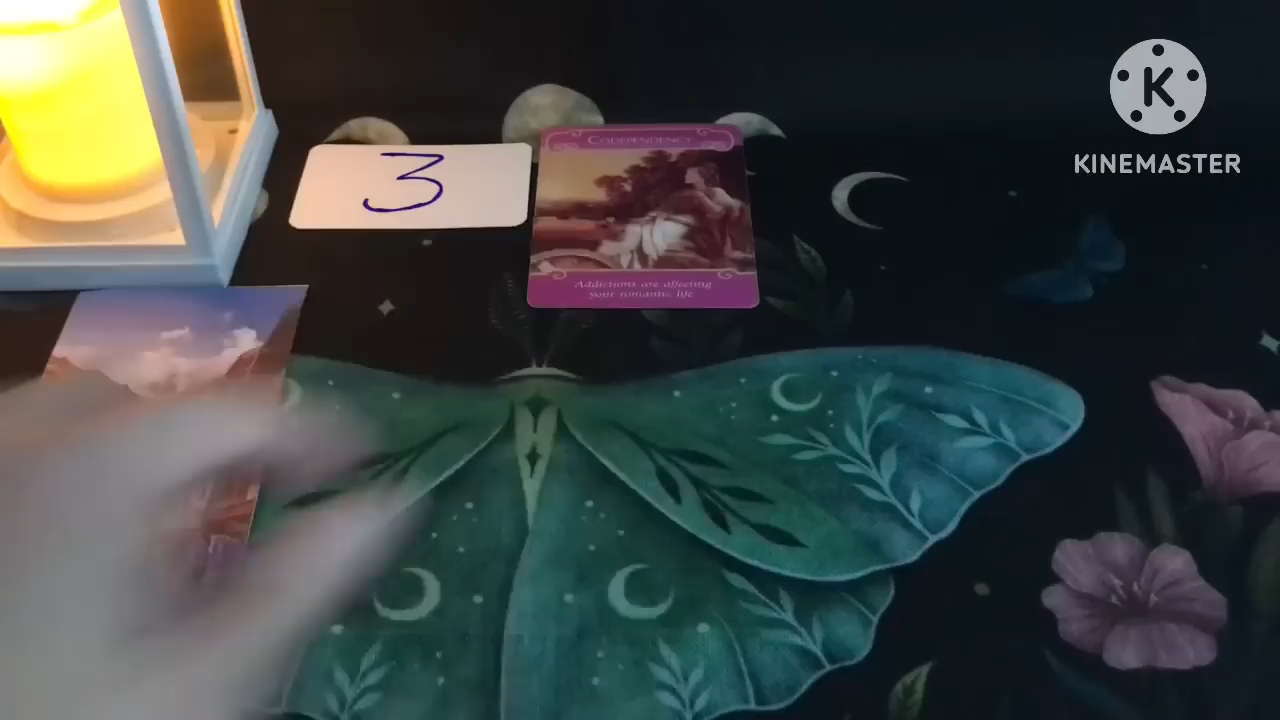 K
KINEMASTER
3
CODEPENDENCY
Addictions are affecting
your romantic life